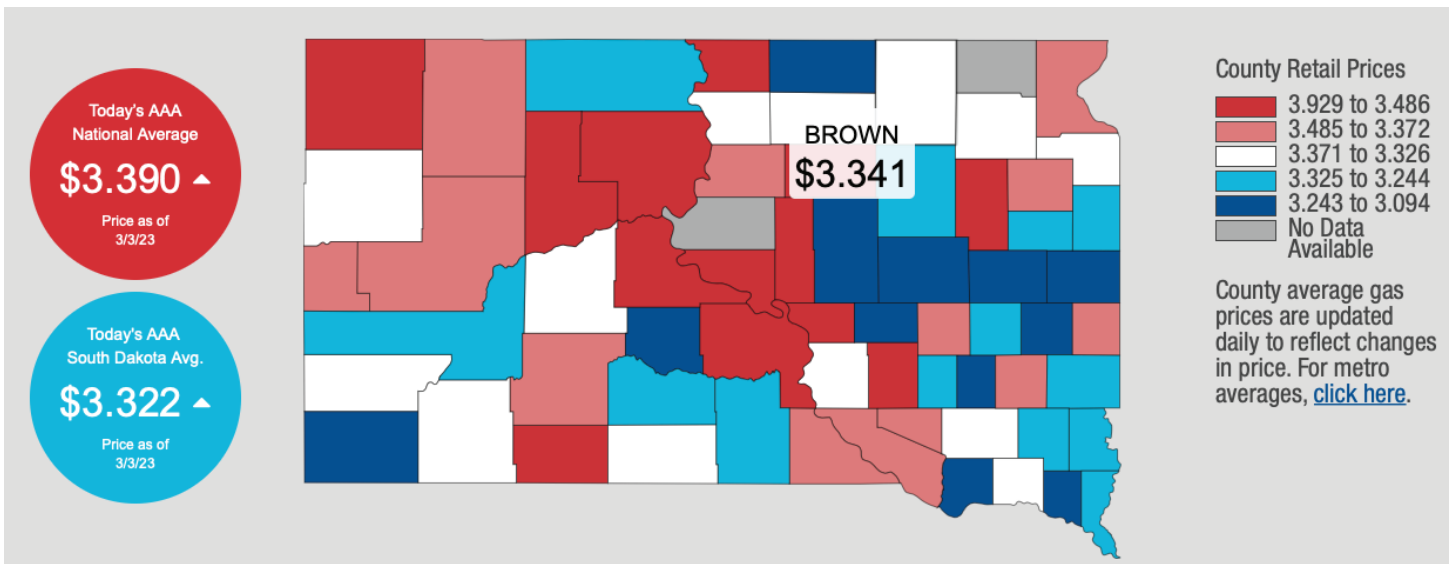 Today's AAA
National Average
$3.390
Price as of
3/3/23
Today's AAA
South Dakota Avg.
$3.322
Price as of
3/3/23
BROWN
$3.341
County Retail Prices
3.929 to 3.486
3.485 to 3.372
3.371 to 3.326
3.325 to 3.244
3.243 to 3.094
No Data
Available
County average gas
prices are updated
daily to reflect changes
in price. For metro
averages, click here.